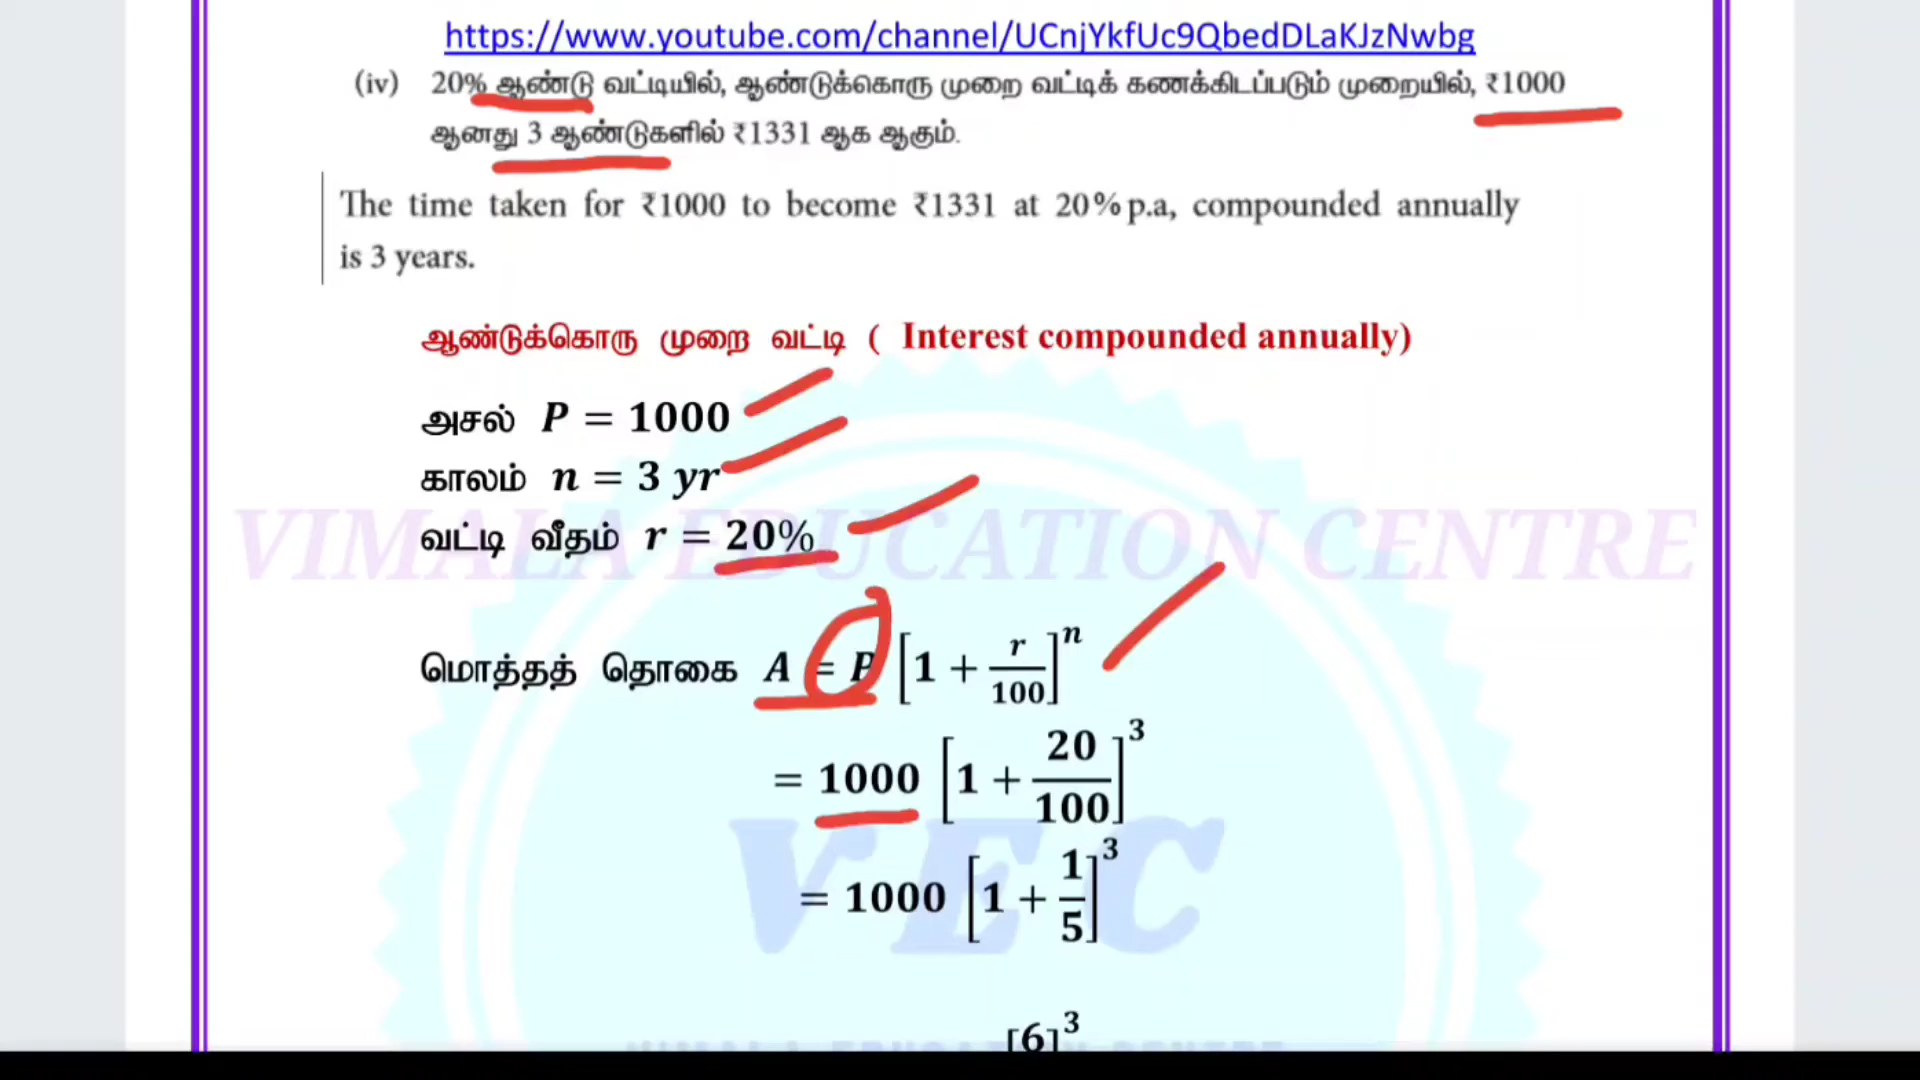 https://www.youtube.com/channel/UCnjYkfUc9QbedDLaKJzNwbg
(iv) 20% ஆண்டு வட்டியில், ஆண்டுக்கொரு முறை வட்டிக் கணக்கிடப்படும் முறையில், ₹1000
ஆனது 3 ஆண்டுகளில் ₹1331 ஆக ஆகும்.
The time taken for ₹1000 to become ₹1331 at 20% p.a, compounded annually
is 3 years.
ஆண்டுக்கொரு முறை வட்டி ( Interest compounded annually)
அசல் P = 1000
காலம் n = 3 yr
வட்டி வீதம் r = 20%
VIMALA EDUCATION CENTRE
மொத்தத் தொகை A = P [1 + r/100]^n
= 1000 [1 + 20/100]^3
= 1000 [1 + 1/5]^3
VEC
[6]^3